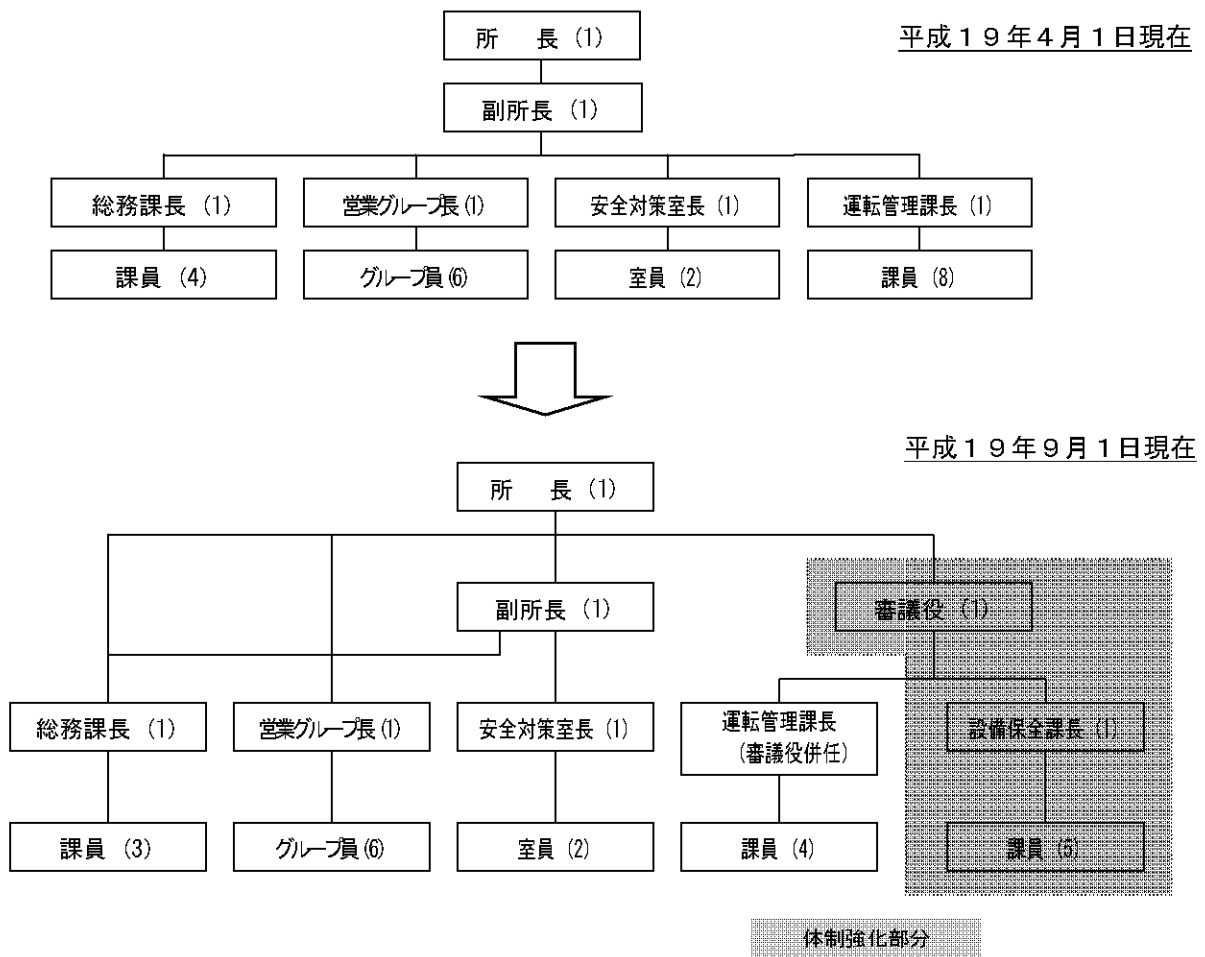 平成１９年４月１日現在
所　長 (1)
副所長 (1)
総務課長 (1)
営業グループ長(1)
安全対策室長 (1)
運転管理課長 (1)
課員 (4)
グループ員(6)
室員 (2)
課員 (8)
平成１９年９月１日現在
所　長 (1)
副所長 (1)
審議役 (1)
総務課長 (1)
営業グループ長(1)
安全対策室長 (1)
運転管理課長
(審議役併任)
設備保全課長 (1)
課員 (3)
グループ員(6)
室員 (2)
課員 (4)
課員 (5)
体制強化部分